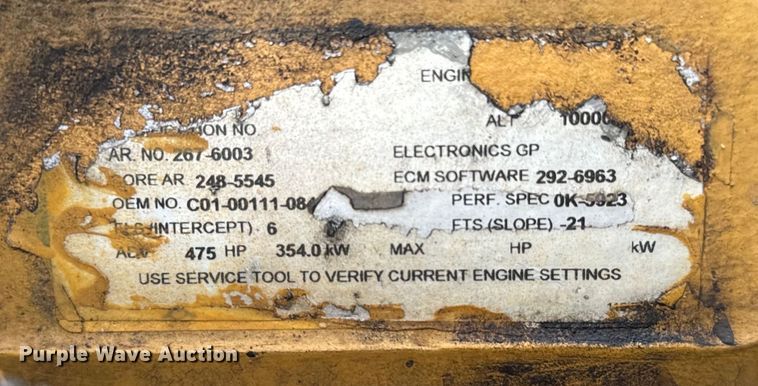 ENGIN
ALT 10000
ION NO
AR. NO. 267-6003 ELECTRONICS GP
ORE AR 248-5545 ECM SOFTWARE 292-6963
OEM NO. C01-00111-084 PERF. SPEC 0K-5923
(INTERCEPT) 6 FTS (SLOPE) -21
475 HP 354.0 kW MAX HP kW
USE SERVICE TOOL TO VERIFY CURRENT ENGINE SETTINGS
Purple Wave Auction